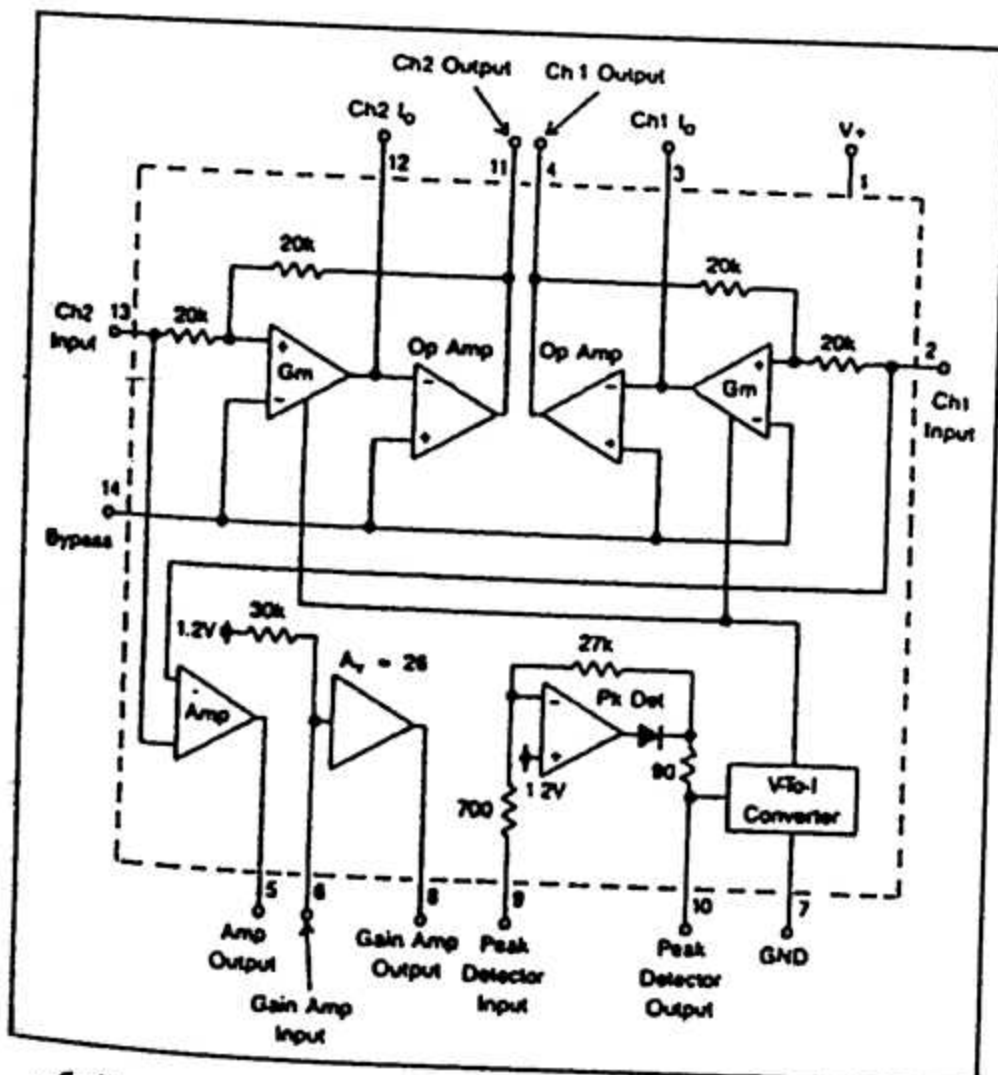 Ch2 Output
Ch 1 Output
Ch2 Io
Ch1 Io
V+
12
11
4
3
1
20k
20k
Ch2
Input
13
20k
20k
2
Ch1
Input
+
Gm
-
Op Amp
-
+
Op Amp
-
+
+
Gm
-
14
Bypass
30k
1.2V
Av = 26
27k
Pk Det
Amp
-
+
1 2V
90
700
V-To-I
Converter
5
6
8
9
10
7
Amp
Output
Gain Amp
Input
Gain Amp
Output
Peak
Detector
Input
Peak
Detector
Output
GND